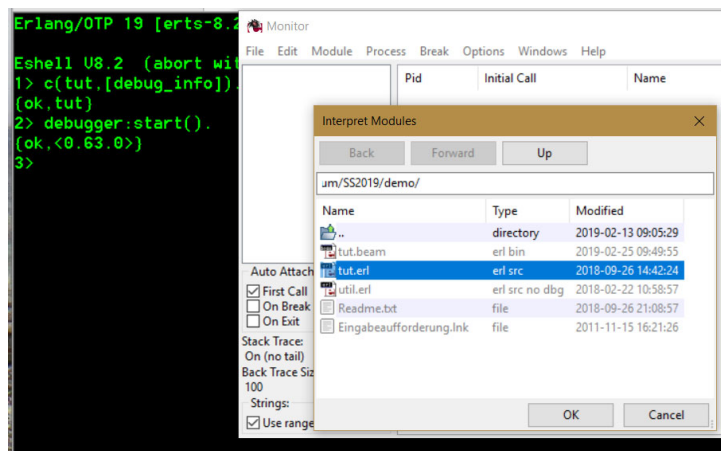 Erlang/OTP 19 [erts-8.2
Eshell V8.2 (abort wit
1> c(tut,[debug_info]).
{ok,tut}
2> debugger:start().
{ok,<0.63.0>}
3>
Monitor
File Edit Module Process Break Options Windows Help
Pid Initial Call Name
Interpret Modules
Back Forward Up
um/SS2019/demo/
Name Type Modified
.. directory 2019-02-13 09:05:29
tut.beam erl bin 2019-02-25 09:49:55
tut.erl erl src 2018-09-26 14:42:24
util.erl erl src no dbg 2018-02-22 10:58:57
Readme.txt file 2018-09-26 21:08:57
Eingabeaufforderung.lnk file 2011-11-15 16:21:26
OK Cancel
Auto Attach
First Call
On Break
On Exit
Stack Trace:
On (no tail)
Back Trace Siz
100
Strings:
Use range